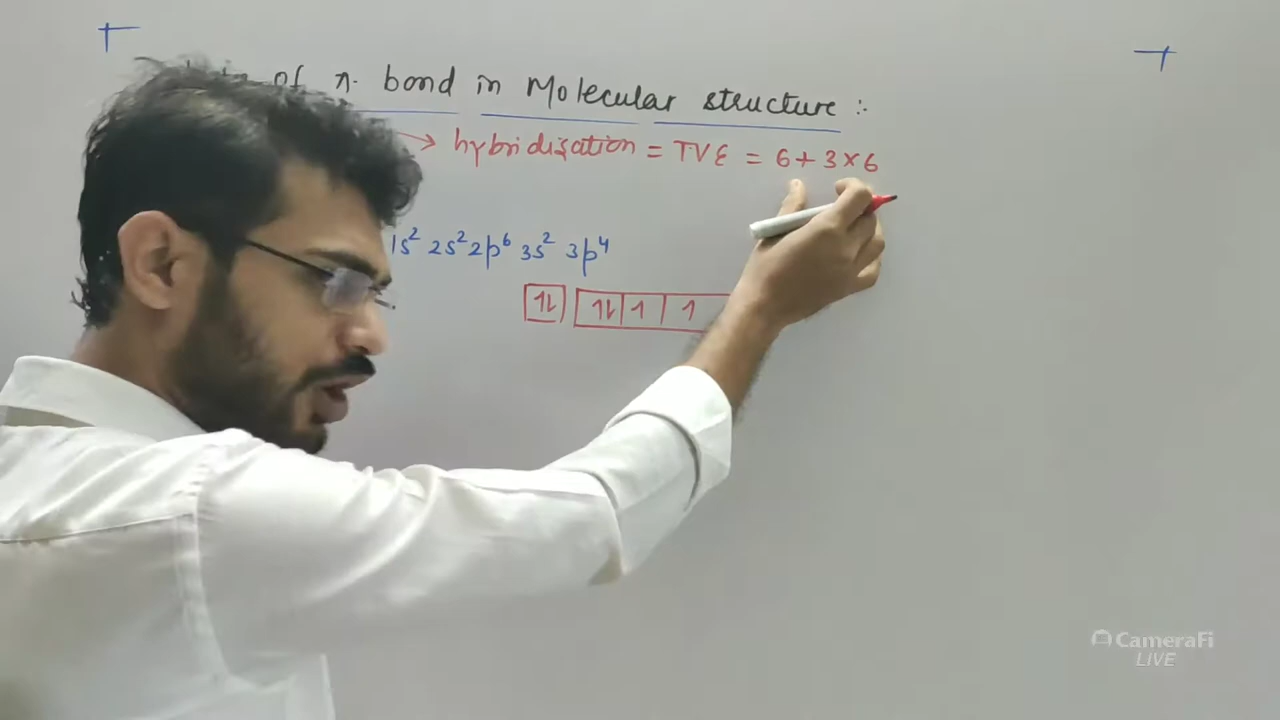 of π bond in Molecular structure :
→ hybridization = TVE = 6 + 3 × 6
1s² 2s² 2p⁶ 3s² 3p⁴
1⇂ 1⇂ 1 1
CameraFi
LIVE